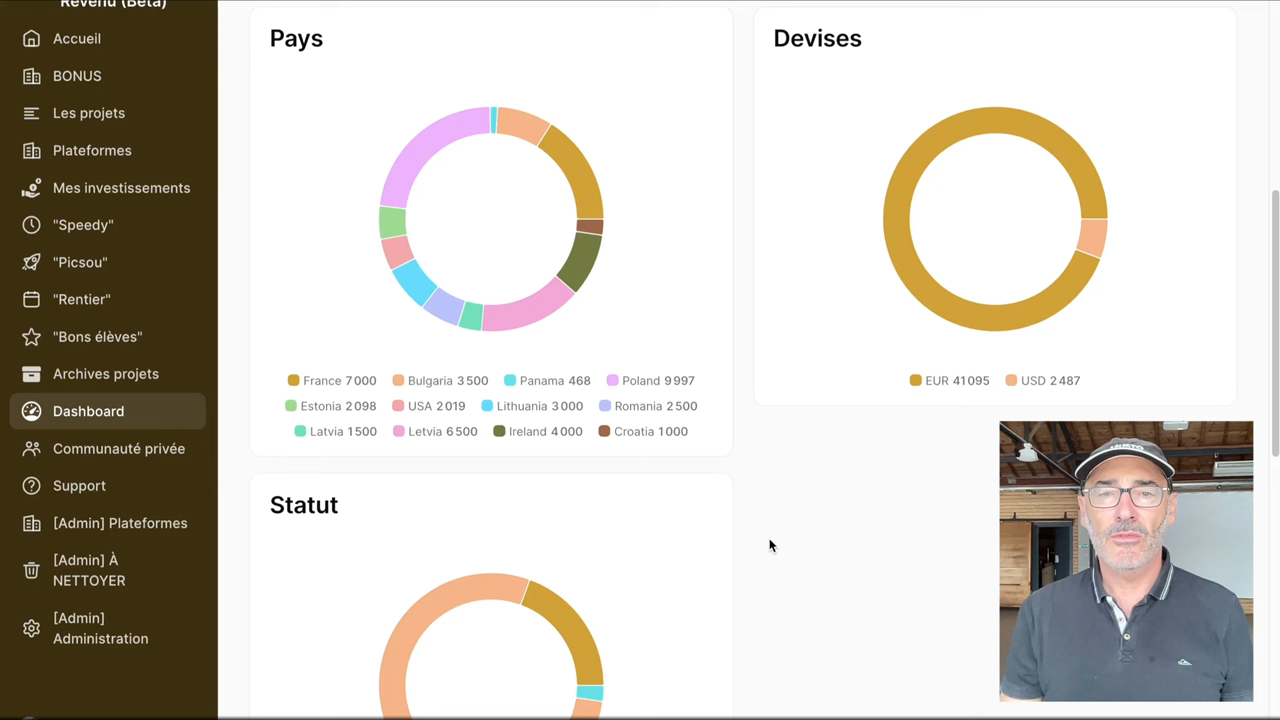 Revenu (Beta)
Accueil
BONUS
Les projets
Plateformes
Mes investissements
"Speedy"
"Picsou"
"Rentier"
"Bons élèves"
Archives projets
Dashboard
Communauté privée
Support
[Admin] Plateformes
[Admin] À
NETTOYER
[Admin]
Administration
Pays
France 7 000 Bulgaria 3 500 Panama 468 Poland 9 997
Estonia 2 098 USA 2 019 Lithuania 3 000 Romania 2 500
Latvia 1 500 Letvia 6 500 Ireland 4 000 Croatia 1 000
Devises
EUR 41 095 USD 2 487
Statut